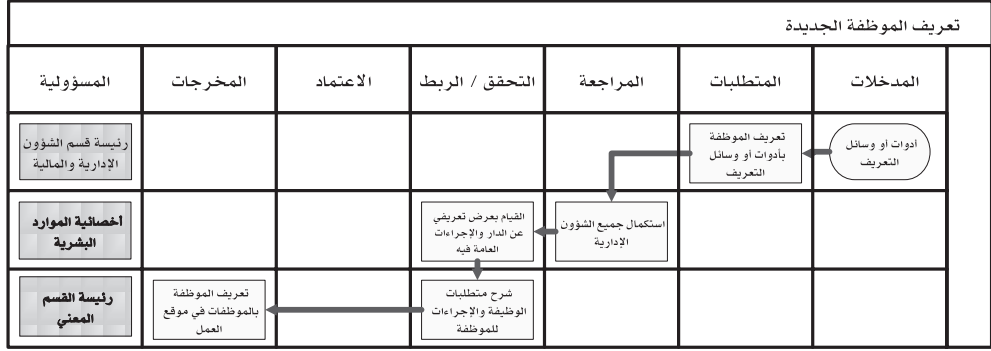 تعريف الموظفة الجديدة
المدخلات
المتطلبات
المراجعة
التحقق / الربط
الاعتماد
المخرجات
المسؤولية
أدوات أو وسائل
التعريف
تعريف الموظفة
بأدوات أو وسائل
التعريف
رئيسة قسم الشؤون
الإدارية والمالية
استكمال جميع الشؤون
الإدارية
القيام بعرض تعريفي
عن الدار والإجراءات
العامة فيه
أخصائية الموارد
البشرية
شرح متطلبات
الوظيفة والإجراءات
للموظفة
تعريف الموظفة
بالموظفات في موقع
العمل
رئيسة القسم
المعني